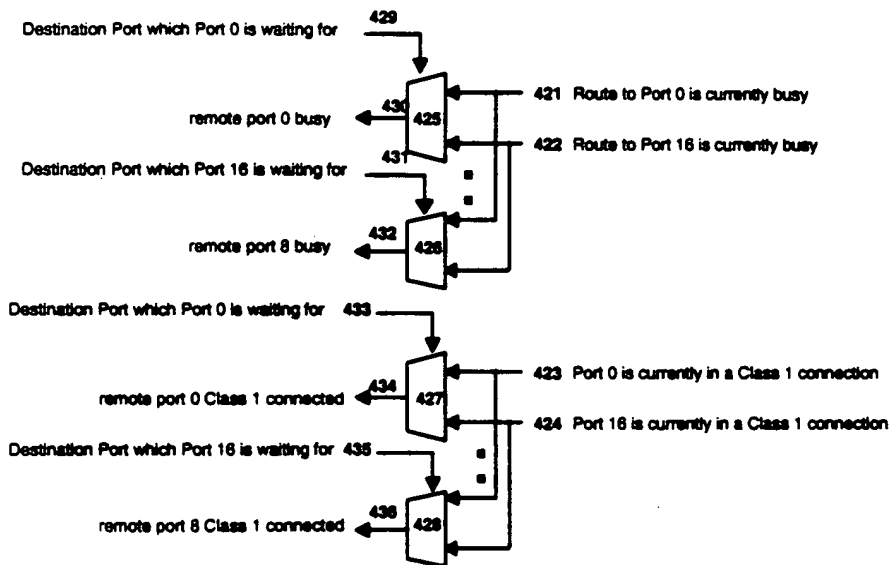 429
Destination Port which Port 0 is waiting for
421 Route to Port 0 is currently busy
430
425
remote port 0 busy
422 Route to Port 16 is currently busy
431
Destination Port which Port 16 is waiting for
432
426
remote port 8 busy
Destination Port which Port 0 is waiting for 433
423 Port 0 is currently in a Class 1 connection
434
427
remote port 0 Class 1 connected
424 Port 16 is currently in a Class 1 connection
Destination Port which Port 16 is waiting for 435
436
428
remote port 8 Class 1 connected